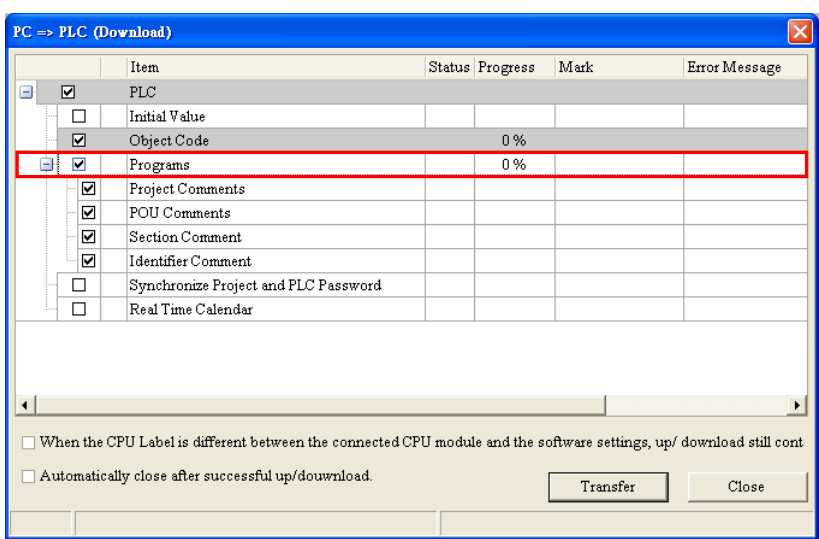 PC => PLC (Download)
Item Status Progress Mark Error Message
PLC
Initial Value
Object Code 0 %
Programs 0 %
Project Comments
POU Comments
Section Comment
Identifier Comment
Synchronize Project and PLC Password
Real Time Calendar
When the CPU Label is different between the connected CPU module and the software settings, up/ download still cont
Automatically close after successful up/douwnload.
Transfer Close